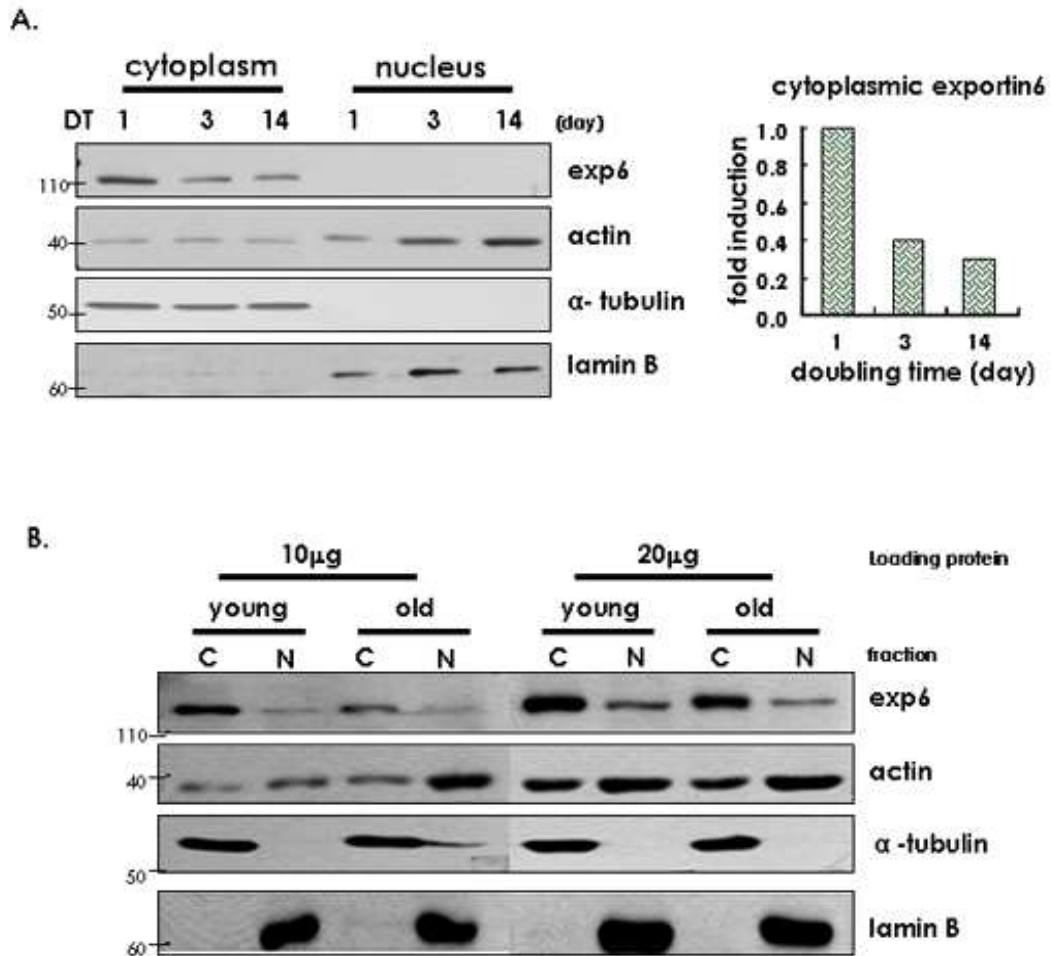 A.
cytoplasm nucleus
DT 1 3 14 1 3 14 (day)
110 exp6
40 actin
50 α- tubulin
60 lamin B
cytoplasmic exportin6
fold induction
1.0
0.8
0.6
0.4
0.2
0.0
1 3 14
doubling time (day)
B.
10μg 20μg Loading protein
young old young old
C N C N C N C N fraction
exp6
110
40 actin
α -tubulin
50
lamin B
60